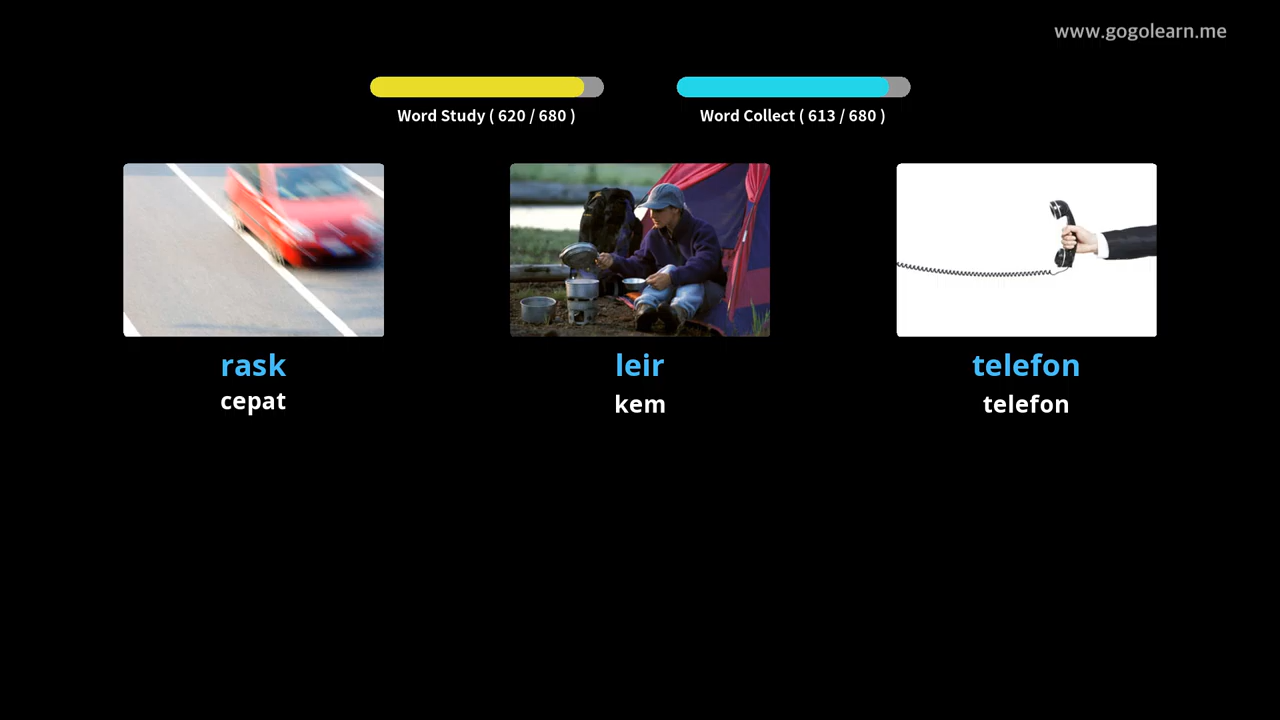 www.gogolearn.me
Word Study ( 620 / 680 )
Word Collect ( 613 / 680 )
rask
cepat
leir
kem
telefon
telefon